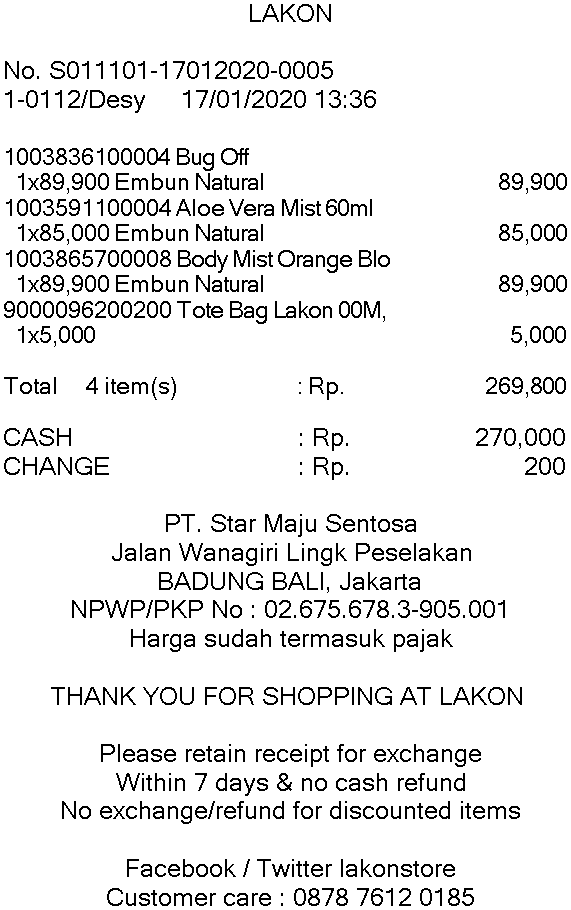 LAKON
No. S011101-17012020-0005
1-0112/Desy 17/01/2020 13:36
1003836100004 Bug Off
1x89,900 Embun Natural 89,900
1003591100004 Aloe Vera Mist 60ml
1x85,000 Embun Natural 85,000
1003865700008 Body Mist Orange Blo
1x89,900 Embun Natural 89,900
9000096200200 Tote Bag Lakon 00M,
1x5,000 5,000
Total 4 item(s) : Rp. 269,800
CASH : Rp. 270,000
CHANGE : Rp. 200
PT. Star Maju Sentosa
Jalan Wanagiri Lingk Peselakan
BADUNG BALI, Jakarta
NPWP/PKP No : 02.675.678.3-905.001
Harga sudah termasuk pajak
THANK YOU FOR SHOPPING AT LAKON
Please retain receipt for exchange
Within 7 days & no cash refund
No exchange/refund for discounted items
Facebook / Twitter lakonstore
Customer care : 0878 7612 0185